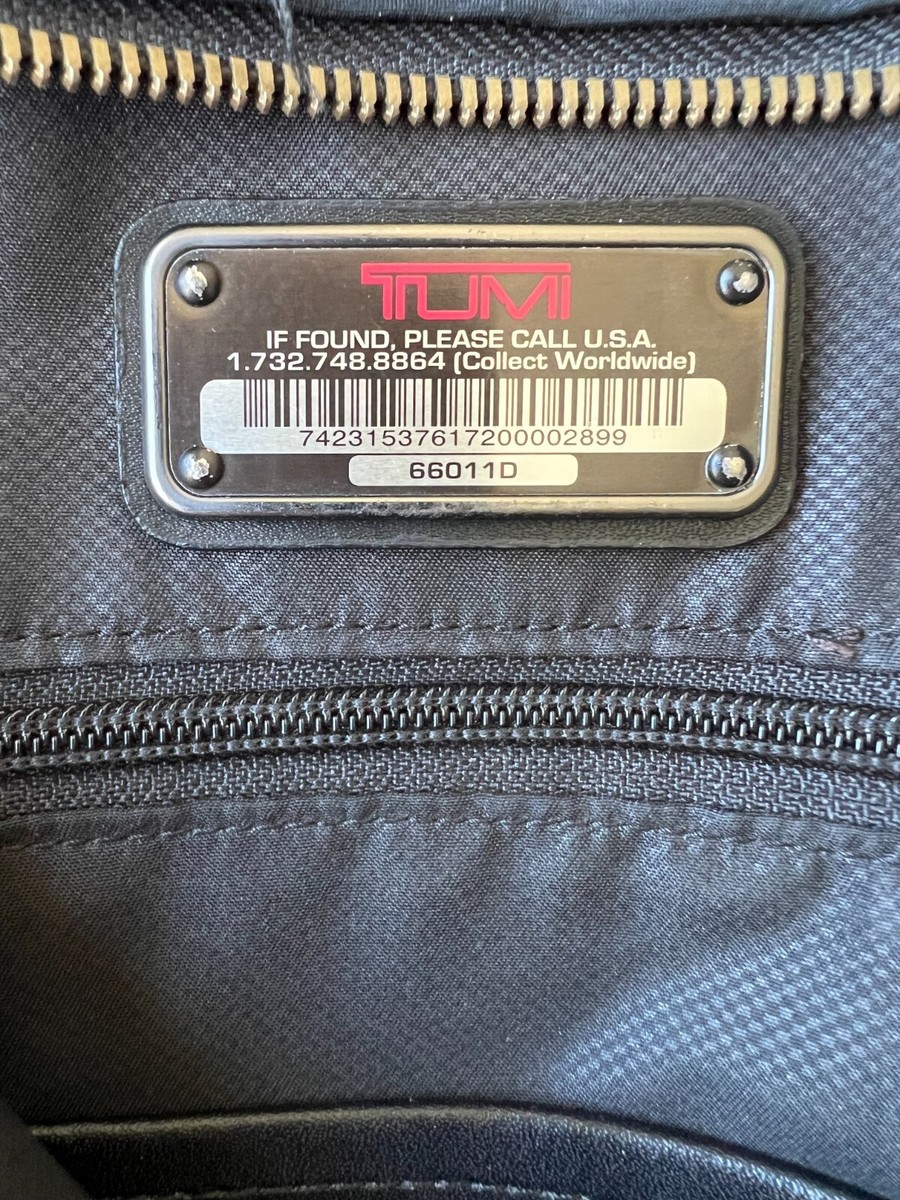 TUMI
IF FOUND, PLEASE CALL U.S.A.
1.732.748.8864 (Collect Worldwide)
74231537617200002899
66011D